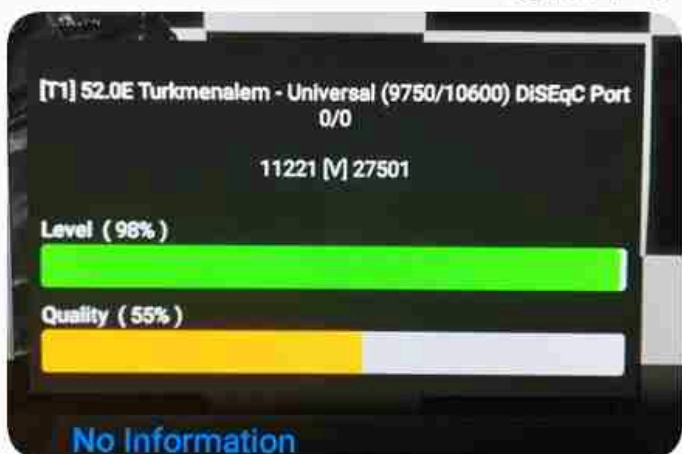 [T1] 52.0E Turkmenalem - Universal (9750/10600) DiSEqC Port
0/0
11221 [V] 27501
Level ( 98% )
Quality ( 55% )
No Information